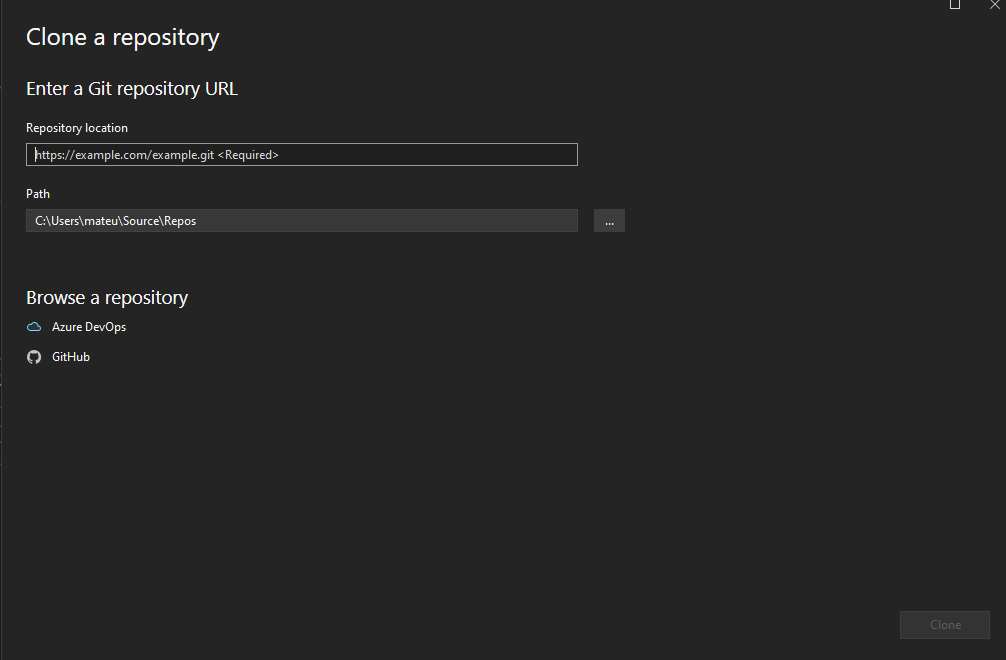 Clone a repository
Enter a Git repository URL
Repository location
https://example.com/example.git <Required>
Path
C:\Users\mateu\Source\Repos
...
Browse a repository
Azure DevOps
GitHub
Clone